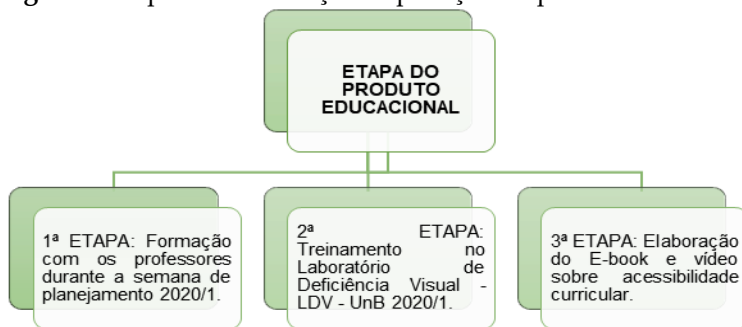 ETAPA DO
PRODUTO
EDUCACIONAL
1ª ETAPA: Formação
com os professores
durante a semana de
planejamento 2020/1.
2ª ETAPA:
Treinamento no
Laboratório de
Deficiência Visual -
LDV - UnB 2020/1.
3ª ETAPA: Elaboração
do E-book e vídeo
sobre acessibilidade
curricular.